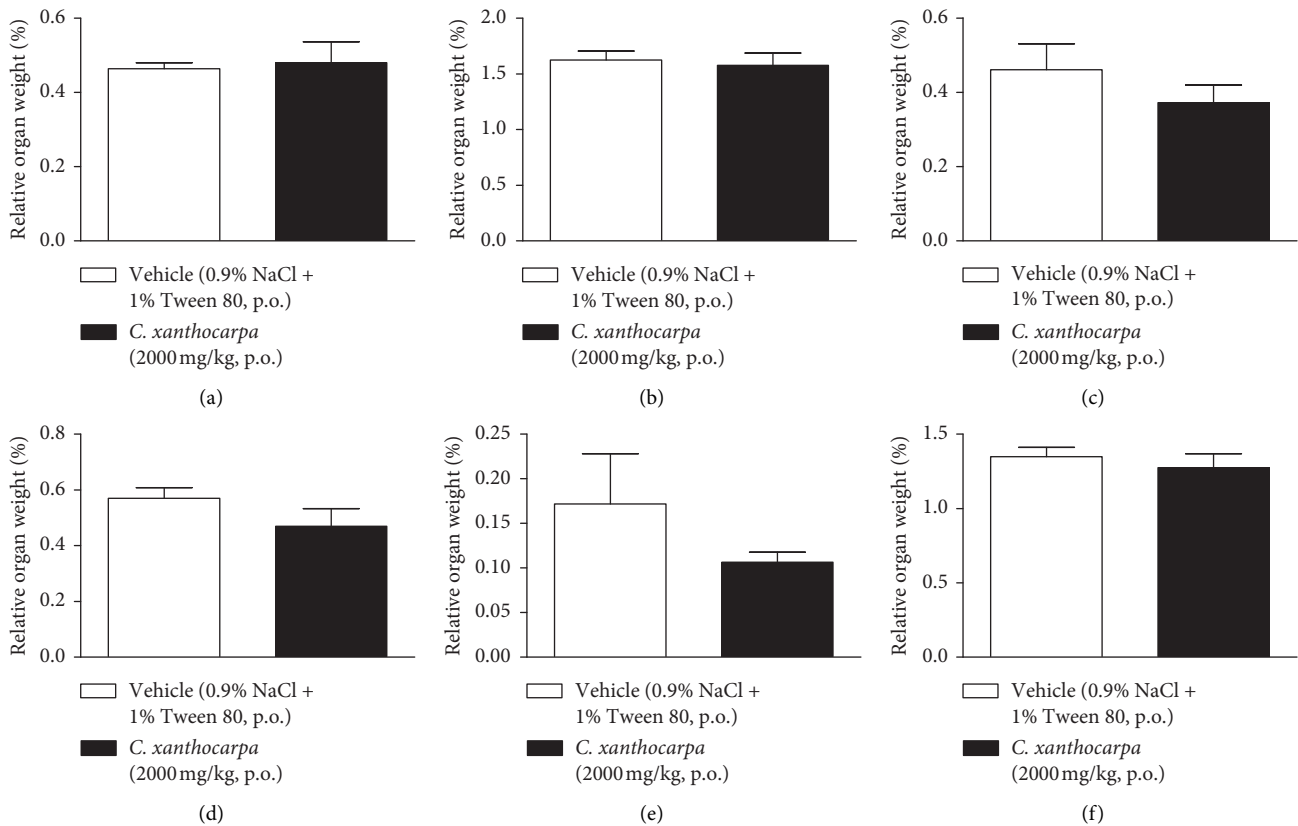 Relative organ weight (%)
0.6
0.4
0.2
0.0
Vehicle (0.9% NaCl +
1% Tween 80, p.o.)
C. xanthocarpa
(2000 mg/kg, p.o.)
(a)
Relative organ weight (%)
2.0
1.5
1.0
0.5
0.0
Vehicle (0.9% NaCl +
1% Tween 80, p.o.)
C. xanthocarpa
(2000 mg/kg, p.o.)
(b)
Relative organ weight (%)
0.6
0.4
0.2
0.0
Vehicle (0.9% NaCl +
1% Tween 80, p.o.)
C. xanthocarpa
(2000 mg/kg, p.o.)
(c)
Relative organ weight (%)
0.8
0.6
0.4
0.2
0.0
Vehicle (0.9% NaCl +
1% Tween 80, p.o.)
C. xanthocarpa
(2000 mg/kg, p.o.)
(d)
Relative organ weight (%)
0.25
0.20
0.15
0.10
0.05
0.00
Vehicle (0.9% NaCl +
1% Tween 80, p.o.)
C. xanthocarpa
(2000 mg/kg, p.o.)
(e)
Relative organ weight (%)
1.5
1.0
0.5
0.0
Vehicle (0.9% NaCl +
1% Tween 80, p.o.)
C. xanthocarpa
(2000 mg/kg, p.o.)
(f)